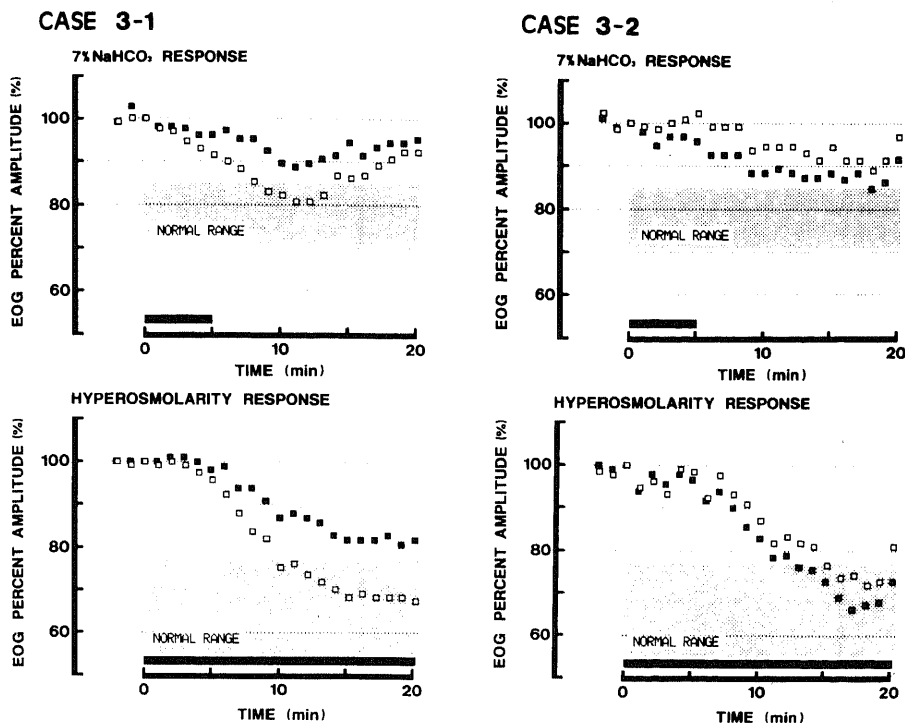 CASE 3-1
7% NaHCO₃ RESPONSE
EOG PERCENT AMPLITUDE (%)
100
80
60
NORMAL RANGE
0
10
20
TIME (min)
HYPEROSMOLARITY RESPONSE
EOG PERCENT AMPLITUDE (%)
100
80
60
NORMAL RANGE
0
10
20
TIME (min)
CASE 3-2
7% NaHCO₃ RESPONSE
EOG PERCENT AMPLITUDE (%)
100
80
60
NORMAL RANGE
0
10
20
TIME (min)
HYPEROSMOLARITY RESPONSE
EOG PERCENT AMPLITUDE (%)
100
80
60
NORMAL RANGE
0
10
20
TIME (min)